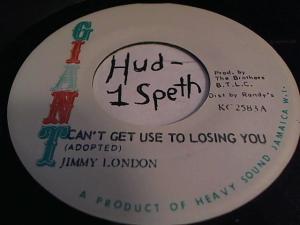 GIANT
Hud-
1 Speth
Prod. by
The Brothers
B.T.L.C.
Dist by Randy's
KC 2583A
CAN'T GET USE TO LOSING YOU
(ADOPTED)
JIMMY LONDON
A PRODUCT OF HEAVY SOUND JAMAICA W.I.